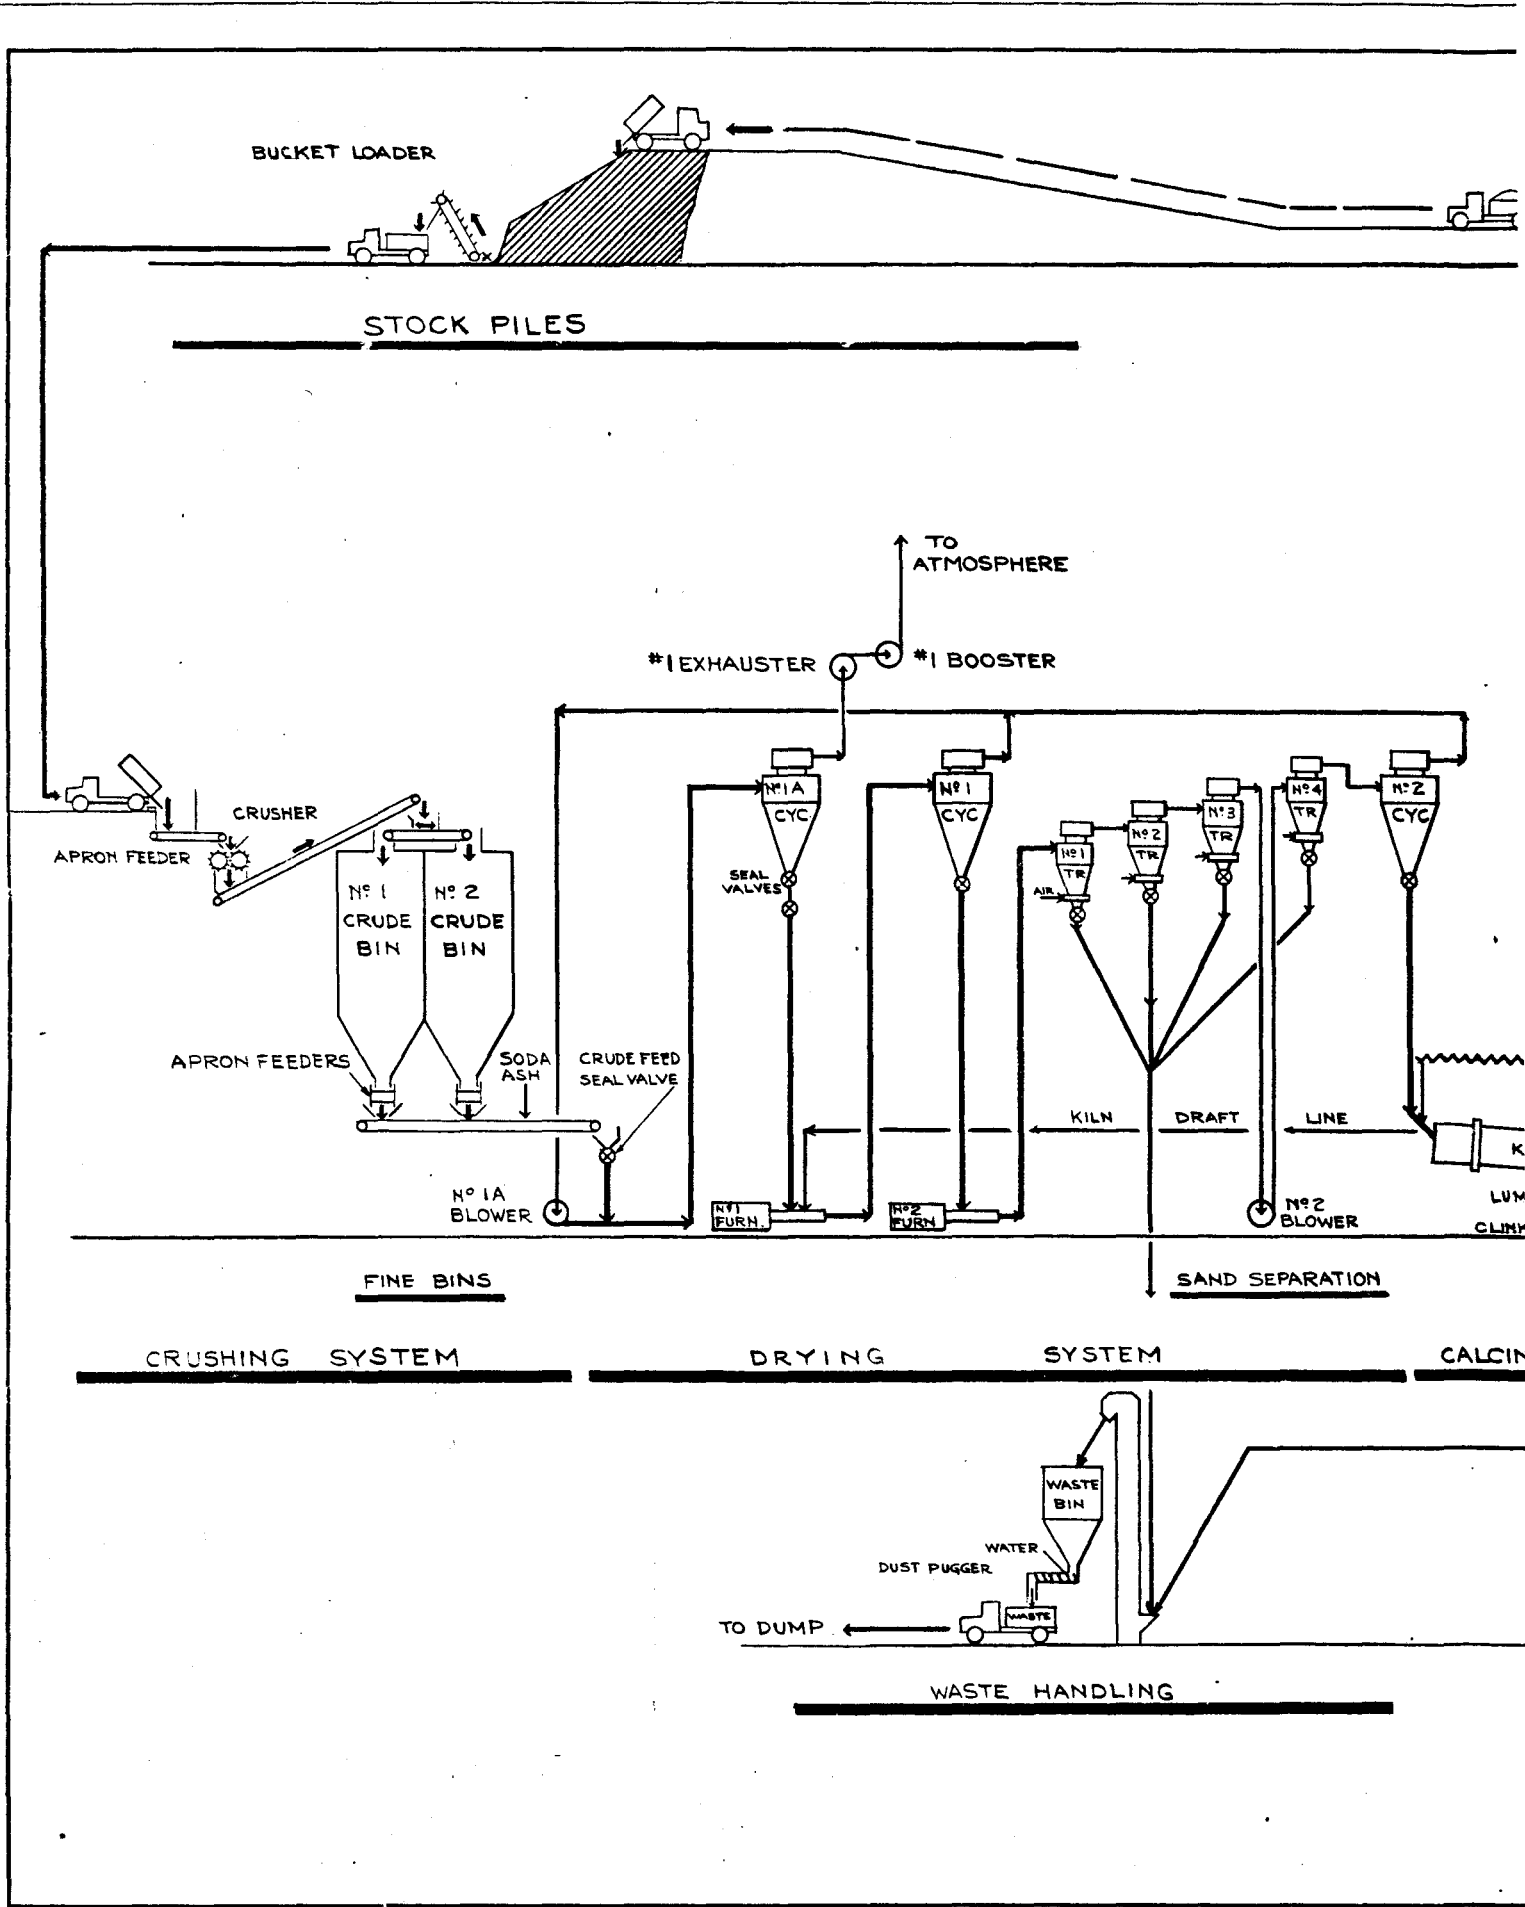 BUCKET LOADER
STOCK PILES
TO
ATMOSPHERE
#1 EXHAUSTER
#1 BOOSTER
CRUSHER
APRON FEEDER
Nº 1
CRUDE
BIN
Nº 2
CRUDE
BIN
Nº 1A
CYC.
Nº 1
CYC
Nº 1
TR
Nº 2
TR
Nº 3
TR
Nº 4
TR
Nº 2
CYC
SEAL
VALVES
AIR
APRON FEEDERS
SODA
ASH
CRUDE FEED
SEAL VALVE
KILN DRAFT LINE
K
LUM
CLINK
Nº 1A
BLOWER
Nº 1
FURN.
Nº 2
FURN
Nº 2
BLOWER
FINE BINS
SAND SEPARATION
CRUSHING SYSTEM
DRYING SYSTEM
CALCIN
WASTE
BIN
WATER
DUST PUGGER
WASTE
TO DUMP
WASTE HANDLING